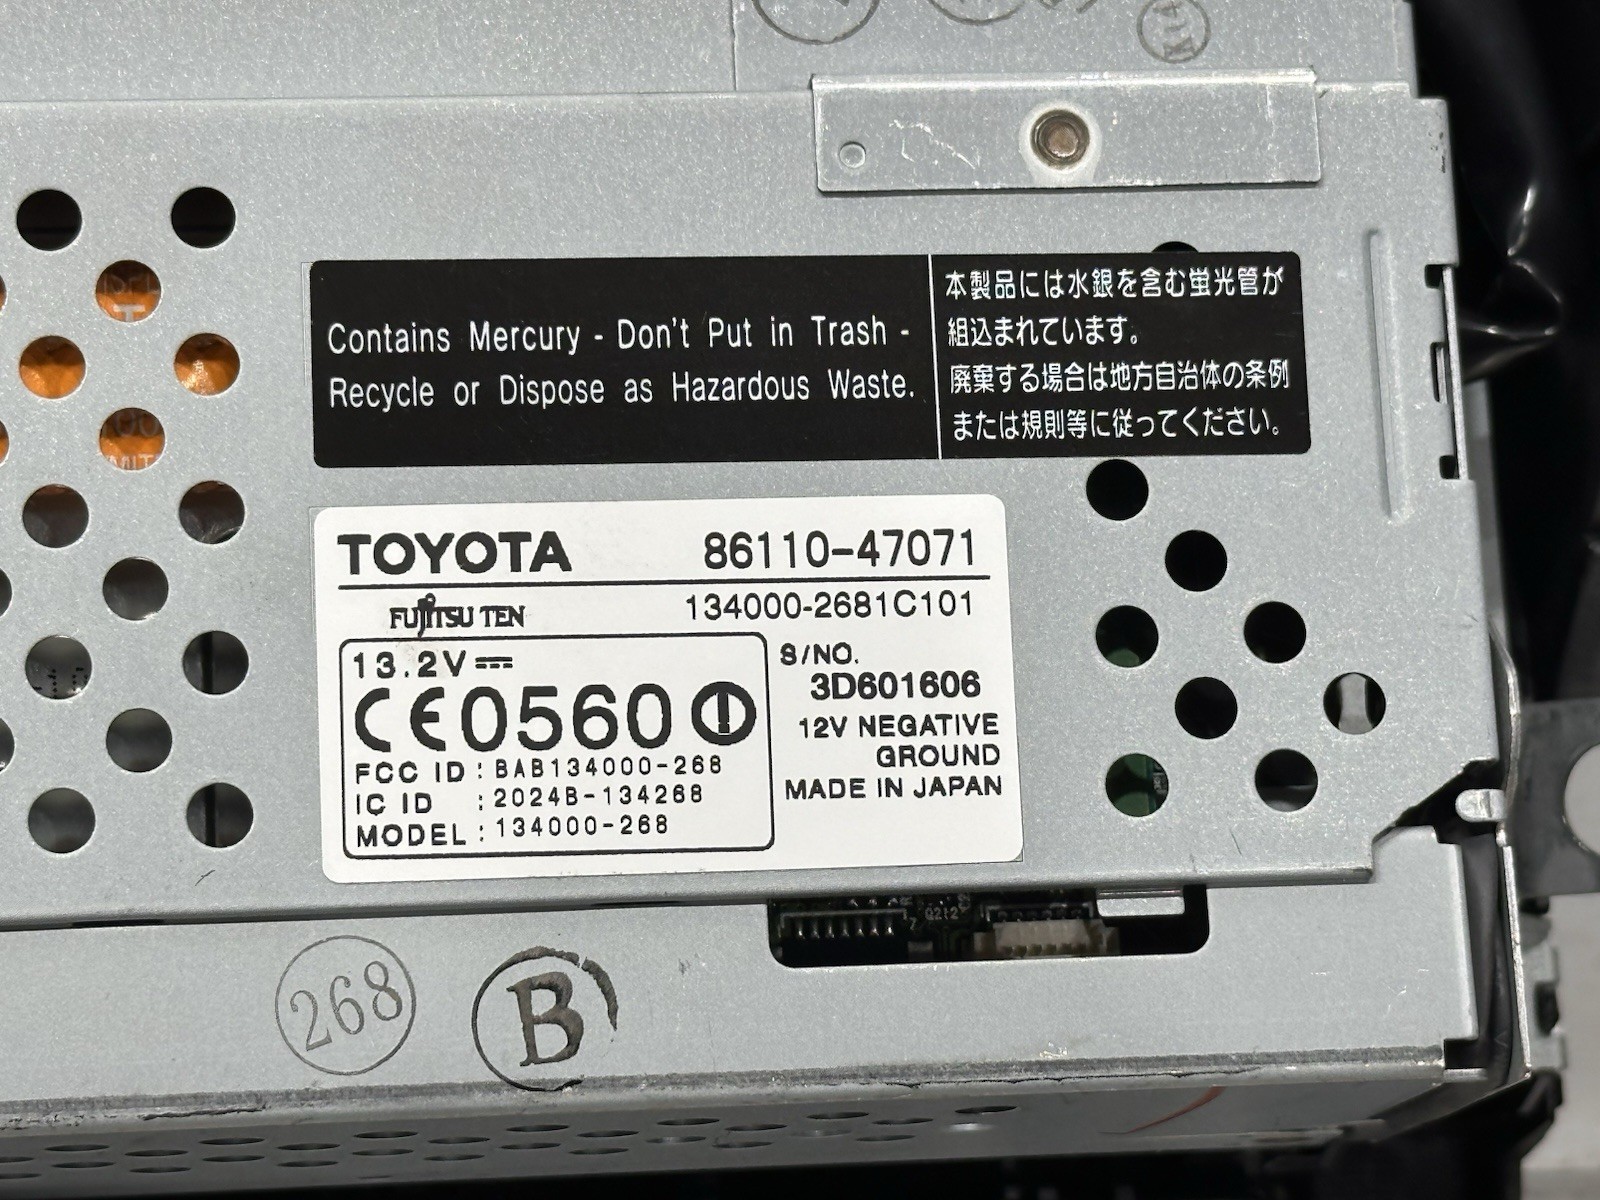 Contains Mercury - Don't Put in Trash -
Recycle or Dispose as Hazardous Waste.
本製品には水銀を含む蛍光管が
組込まれています。
廃棄する場合は地方自治体の条例
または規則等に従ってください。
TOYOTA 86110-47071
FUJITSU TEN 134000-2681C101
13.2V
CE0560
FCC ID : BAB134000-268
IC ID : 2024B-134268
MODEL : 134000-268
S/NO.
3D601606
12V NEGATIVE
GROUND
MADE IN JAPAN
268
B